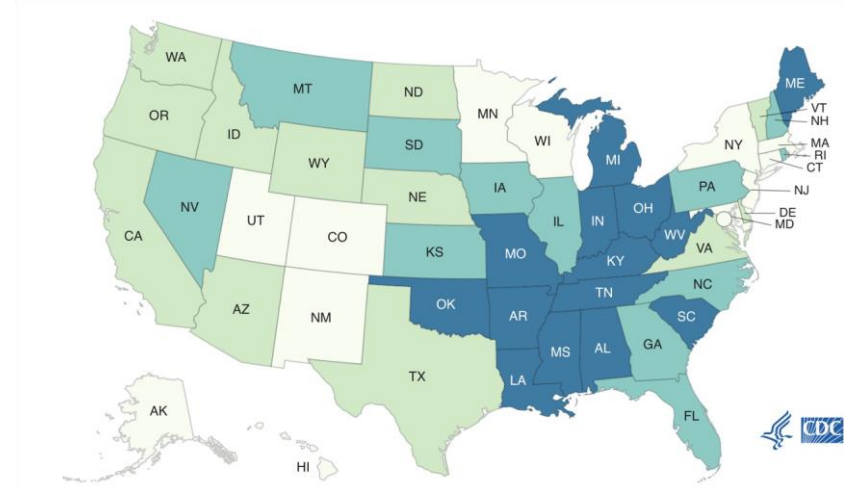 WA
MT
ND
MN
ME
VT
NH
OR
ID
WI
NY
MA
RI
CT
SD
MI
WY
IA
PA
NJ
NE
OH
IN
IL
DE
MD
NV
UT
CO
WV
VA
CA
KS
MO
KY
NC
TN
AZ
NM
OK
AR
SC
MS
AL
GA
TX
LA
AK
FL
CDC
HI